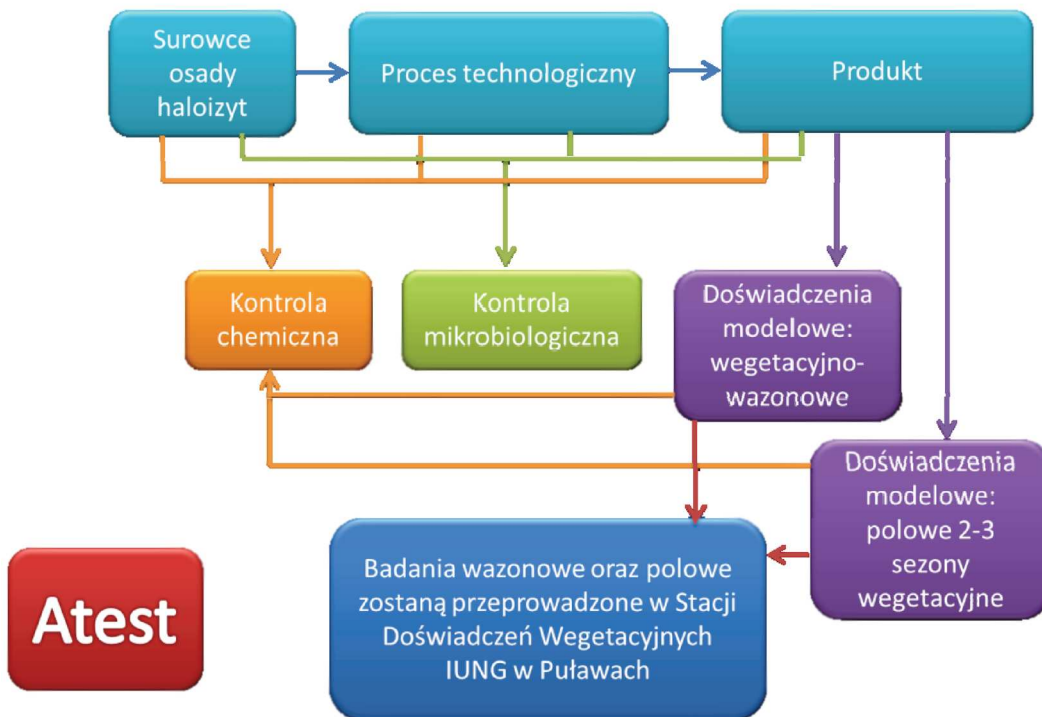 Surowce
osady
haloizyt
Proces technologiczny
Produkt
Kontrola
chemiczna
Kontrola
mikrobiologiczna
Doświadczenia
modelowe:
wegetacyjno-
wazonowe
Doświadczenia
modelowe:
polowe 2-3
sezony
wegetacyjne
Badania wazonowe oraz polowe
zostaną przeprowadzone w Stacji
Doświadczeń Wegetacyjnych
IUNG w Puławach
Atest